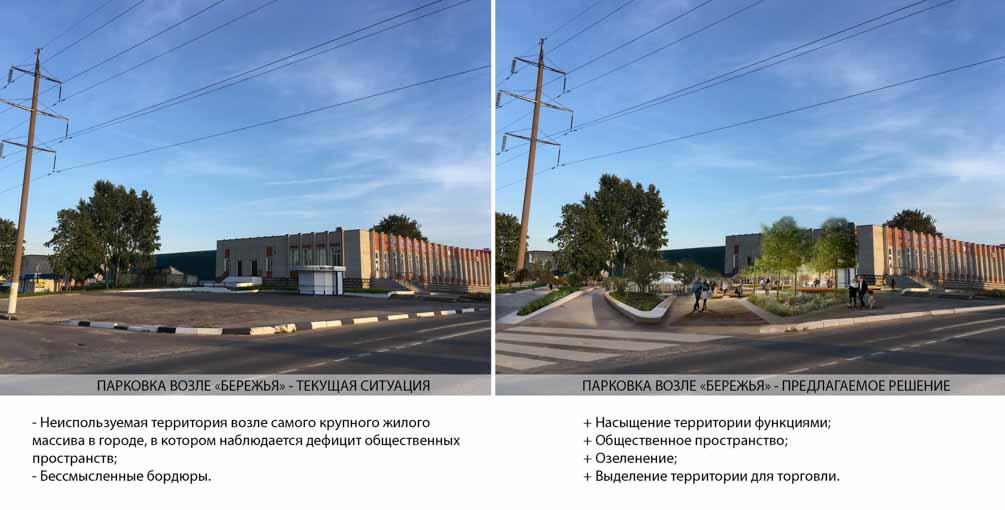 ПАРКОВКА ВОЗЛЕ «БЕРЕЖЬЯ» - ТЕКУЩАЯ СИТУАЦИЯ
- Неиспользуемая территория возле самого крупного жилого
массива в городе, в котором наблюдается дефицит общественных
пространств;
- Бессмысленные бордюры.
ПАРКОВКА ВОЗЛЕ «БЕРЕЖЬЯ» - ПРЕДЛАГАЕМОЕ РЕШЕНИЕ
+ Насыщение территории функциями;
+ Общественное пространство;
+ Озеленение;
+ Выделение территории для торговли.